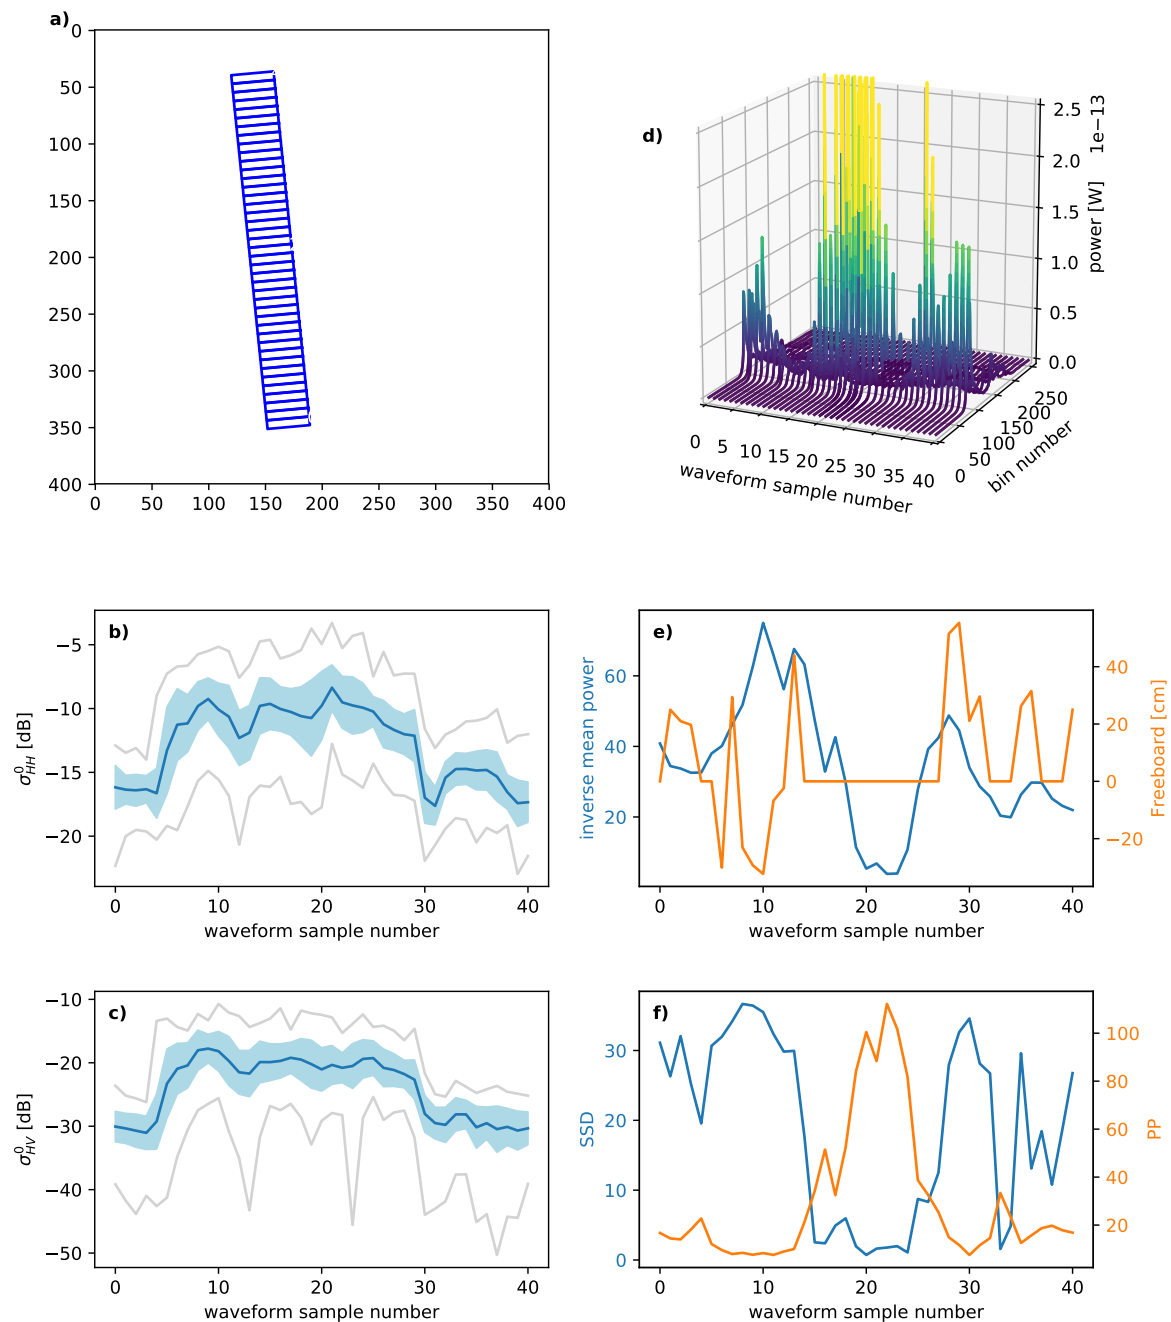 a)
0
50
100
150
200
250
300
350
400
0 50 100 150 200 250 300 350 400
d)
1e−13
2.5
2.0
1.5
1.0
0.5
0.0
power [W]
0 5 10 15 20 25 30 35 40
waveform sample number
0 50 100 150 200 250
bin number
b)
−5
−10
−15
−20
σ⁰HH [dB]
0 10 20 30 40
waveform sample number
e)
60
40
20
inverse mean power
40
20
0
−20
Freeboard [cm]
0 10 20 30 40
waveform sample number
c)
−10
−20
−30
−40
−50
σ⁰HV [dB]
0 10 20 30 40
waveform sample number
f)
30
20
10
0
SSD
100
80
60
40
20
PP
0 10 20 30 40
waveform sample number